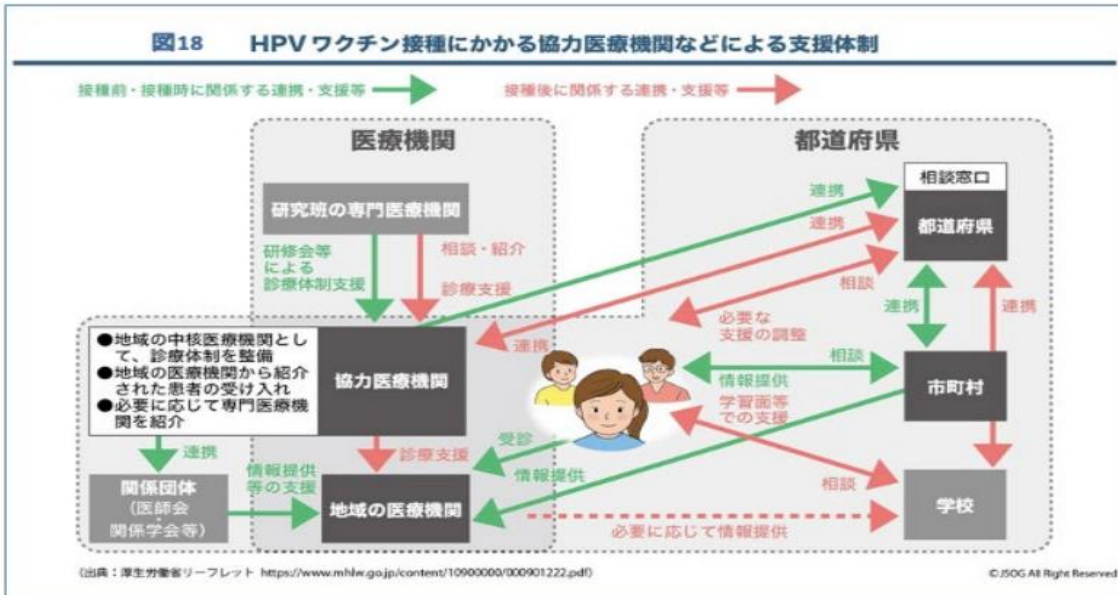 図18 HPVワクチン接種にかかる協力医療機関などによる支援体制
接種前・接種時に関係する連携・支援等
接種後に関係する連携・支援等
医療機関
都道府県
研究班の専門医療機関
研修会等
による
診療体制支援
相談・紹介
診療支援
連携
連携
相談
相談窓口
都道府県
連携
連携
●地域の中核医療機関とし
て、診療体制を整備
●地域の医療機関から紹介
された患者の受け入れ
●必要に応じて専門医療機
関を紹介
協力医療機関
連携
必要な
支援の調整
相談
情報提供
学習面等
での支援
市町村
連携
関係団体
(医師会
・
関係学会等)
情報提供
等の支援
診療支援
地域の医療機関
受診
情報提供
相談
必要に応じて情報提供
学校
(出典:厚生労働省リーフレット https://www.mhlw.go.jp/content/10900000/000901222.pdf)
©JSOG All Right Reserved